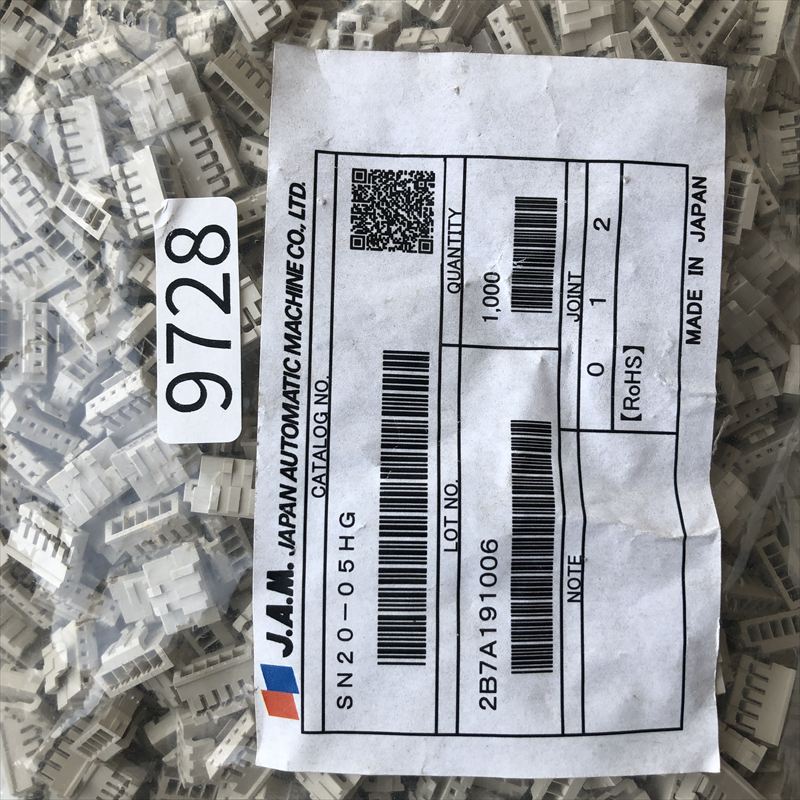 9728
J.A.M. JAPAN AUTOMATIC MACHINE CO., LTD.
CATALOG NO.
SN20-05HG
LOT NO.
2B7A191006
QUANTITY
1,000
NOTE
JOINT
0 1 2
【RoHS】
MADE IN JAPAN